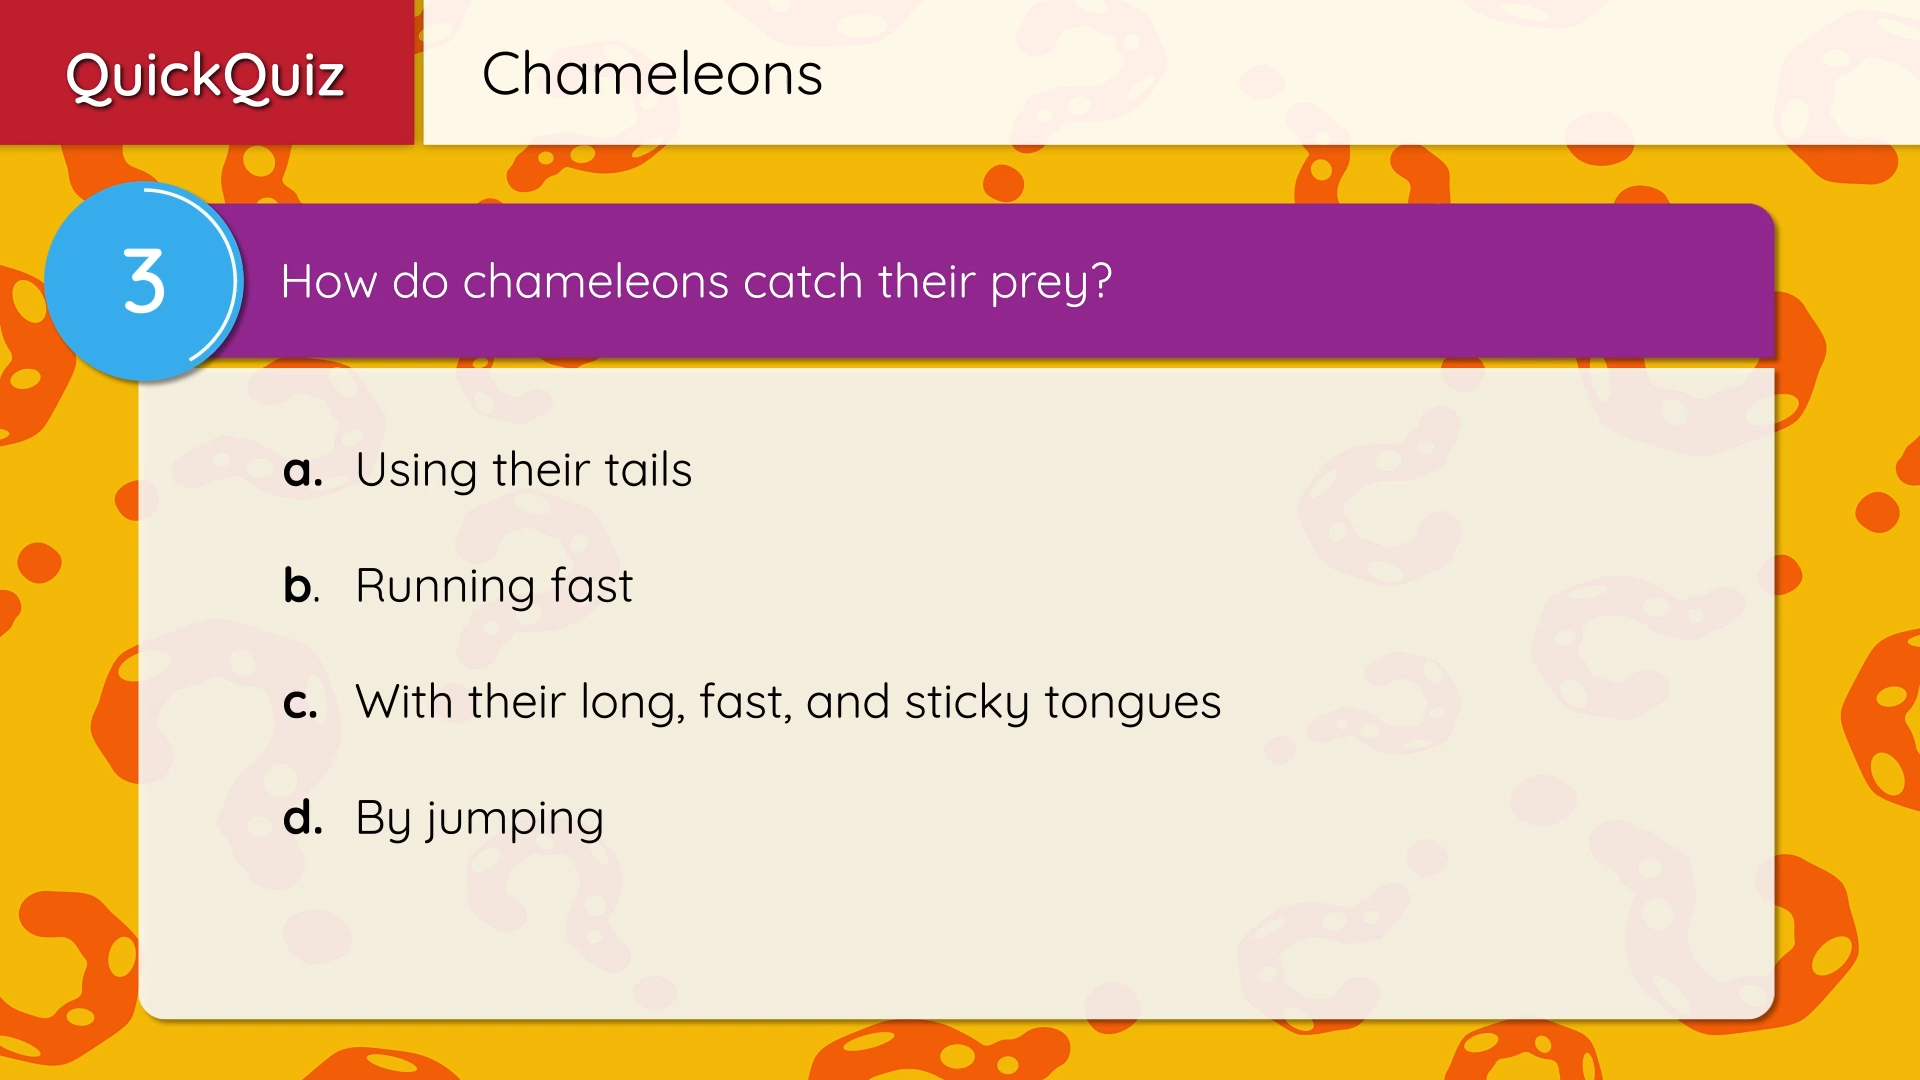 QuickQuiz
Chameleons
3
How do chameleons catch their prey?
a. Using their tails
b. Running fast
c. With their long, fast, and sticky tongues
d. By jumping